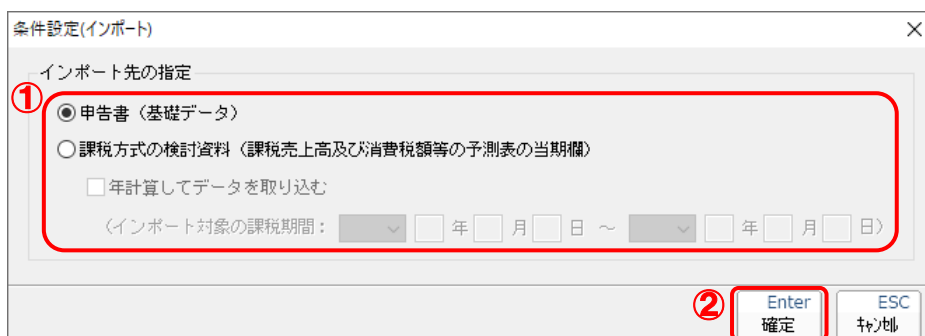 条件設定(インポート)
インポート先の指定
①
申告書(基礎データ)
課税方式の検討資料(課税売上高及び消費税額等の予測表の当期欄)
年計算してデータを取り込む
(インポート対象の課税期間: 年 月 日 ~ 年 月 日)
②
Enter
確定
ESC
キャンセル